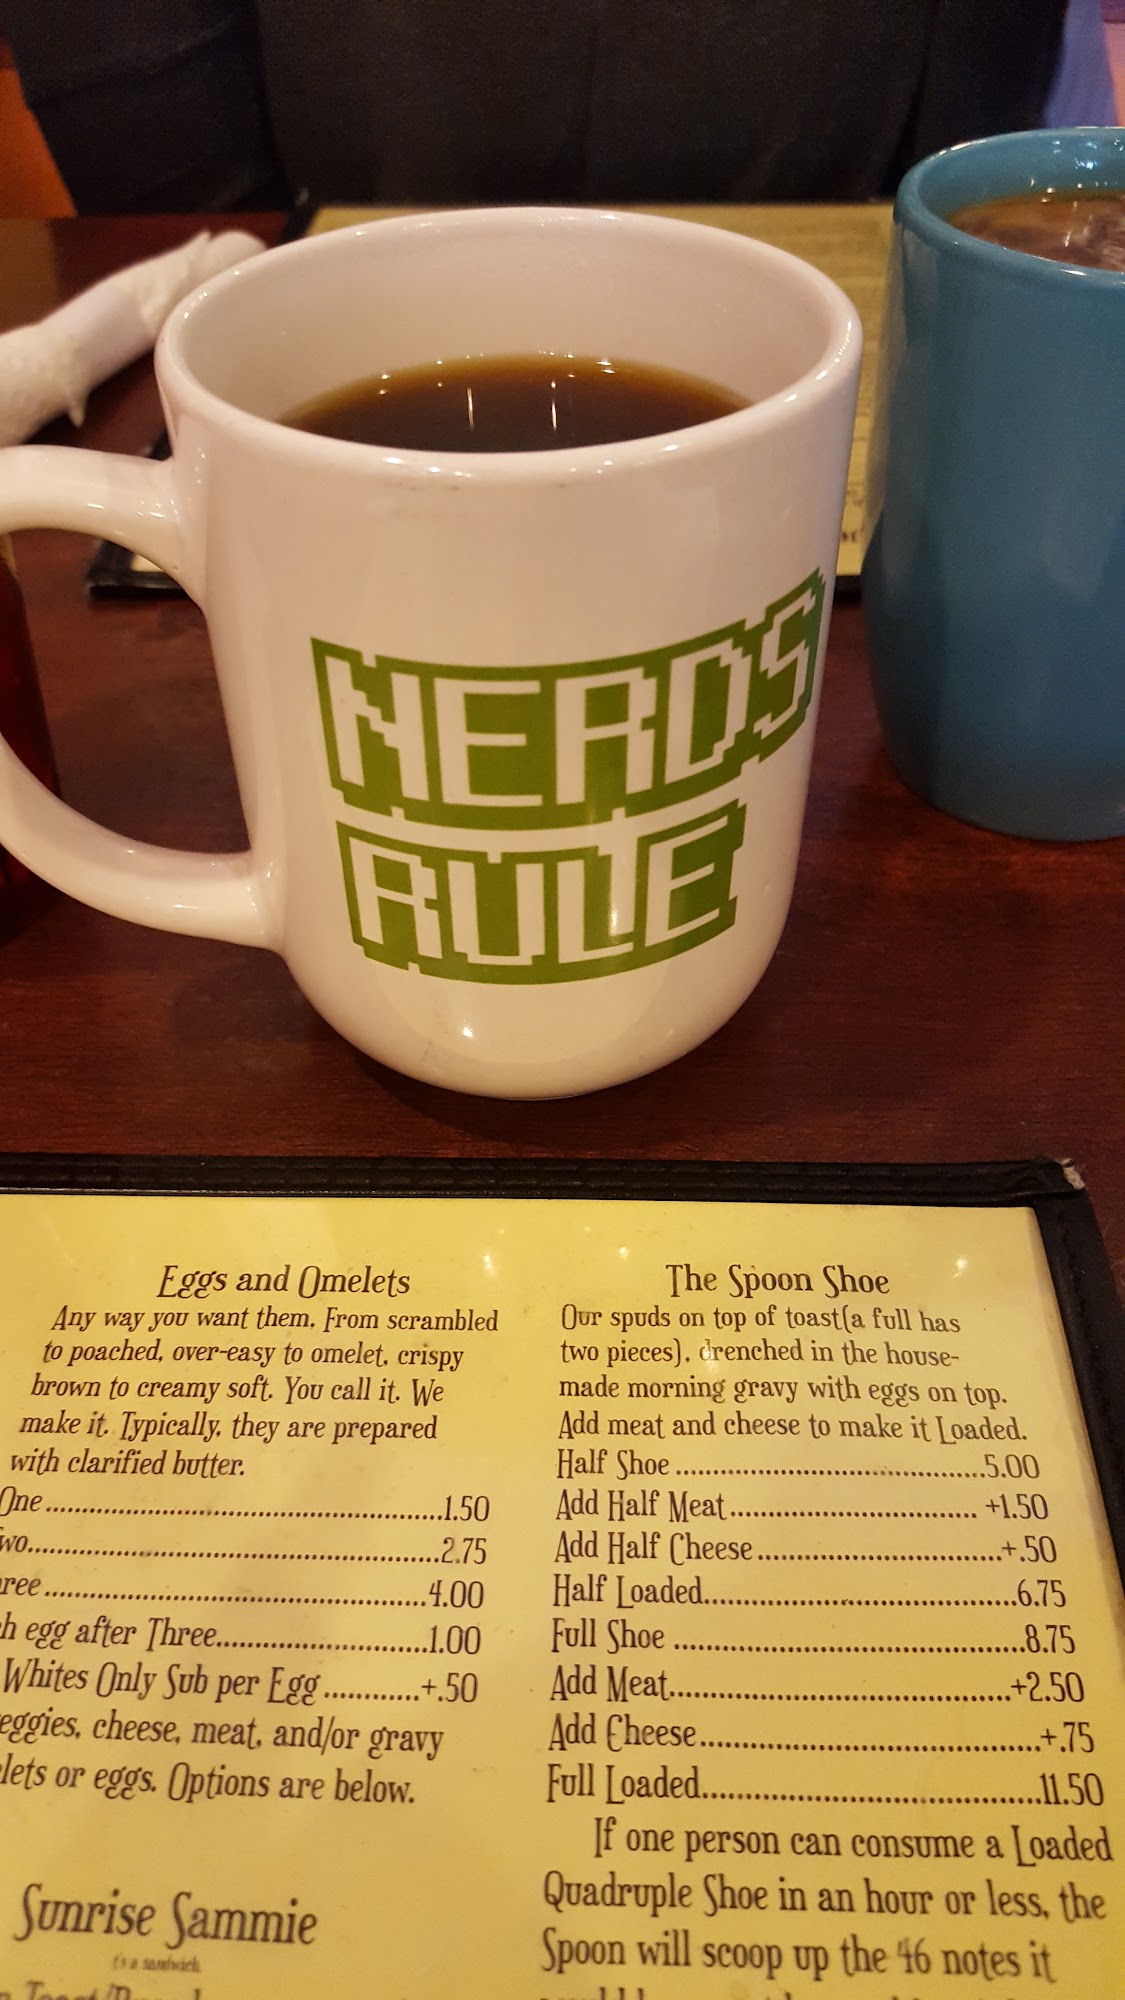 NERDS
RULE
Eggs and Omelets
Any way you want them. From scrambled
to poached, over-easy to omelet, crispy
brown to creamy soft. You call it. We
make it. Typically, they are prepared
with clarified butter.
One.................................................1.50
wo..................................................2.75
ree................................................4.00
h egg after Three..........................1.00
Whites Only Sub per Egg............+.50
eggies, cheese, meat, and/or gravy
lets or eggs. Options are below.
Sunrise Sammie
t's a sandwich
The Spoon Shoe
Our spuds on top of toast(a full has
two pieces), drenched in the house-
made morning gravy with eggs on top.
Add meat and cheese to make it Loaded.
Half Shoe.......................................5.00
Add Half Meat............................... +1.50
Add Half Cheese..............................+.50
Half Loaded......................................6.75
Full Shoe ..........................................8.75
Add Meat.........................................+2.50
Add Cheese.........................................+.75
Full Loaded.........................................11.50
If one person can consume a Loaded
Quadruple Shoe in an hour or less, the
Spoon will scoop up the 46 notes it